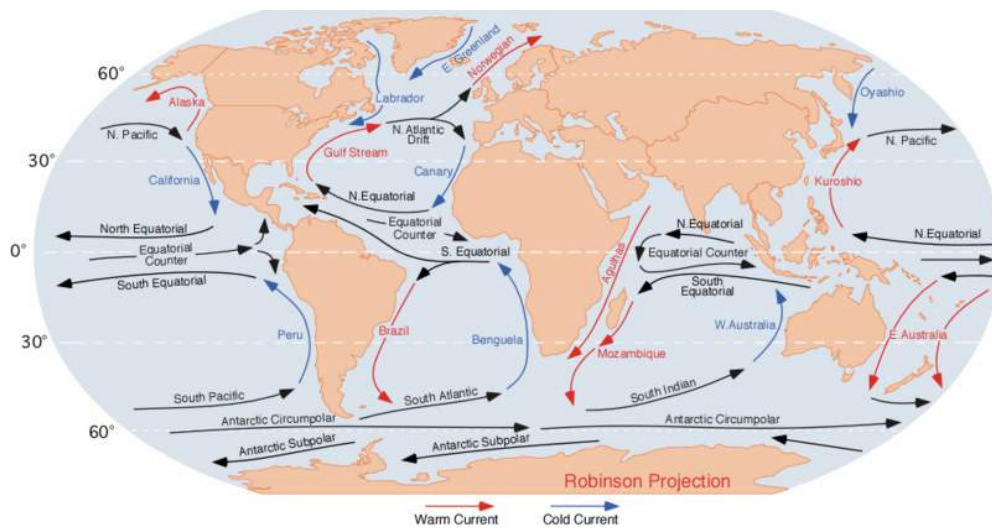 E. Greenland
Norwegian
60°
Alaska
Labrador
Oyashio
N. Pacific
N. Atlantic
Drift
N. Pacific
30°
Gulf Stream
California
Canary
Kuroshio
N.Equatorial
North Equatorial
Equatorial
Counter
N.Equatorial
N.Equatorial
0°
Equatorial
Counter
S. Equatorial
Equatorial Counter
South Equatorial
Agulhas
South
Equatorial
Peru
Brazil
Benguela
W.Australia
E.Australia
30°
Mozambique
South Pacific
South Atlantic
South Indian
Antarctic Circumpolar
Antarctic Circumpolar
60°
Antarctic Subpolar
Antarctic Subpolar
Robinson Projection
Warm Current
Cold Current